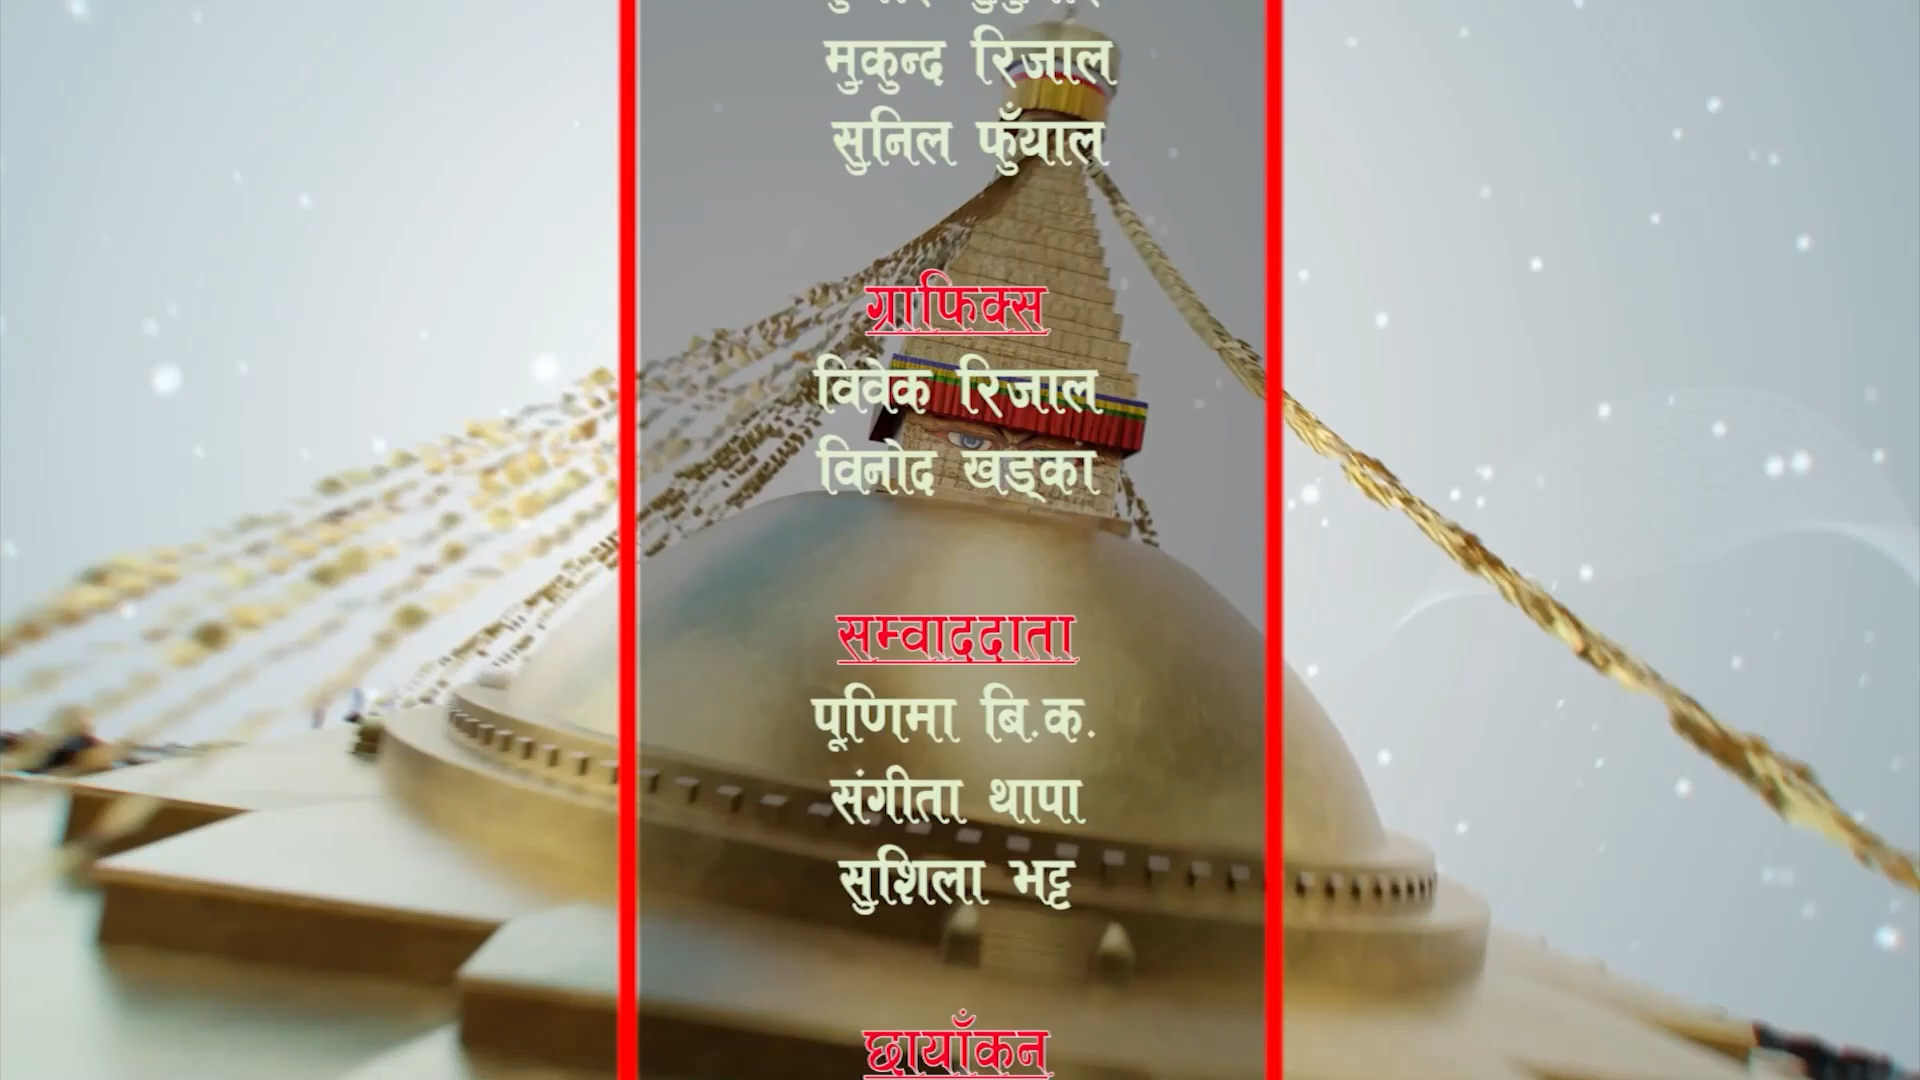 मुकुन्द रिजाल
सुनिल फुँयाल
ग्राफिक्स
विवेक रिजाल
विनोद खड्का
सम्वाददाता
पूणिमा बि.क.
संगीता थापा
सुशिला भट्ट
छायाँकन